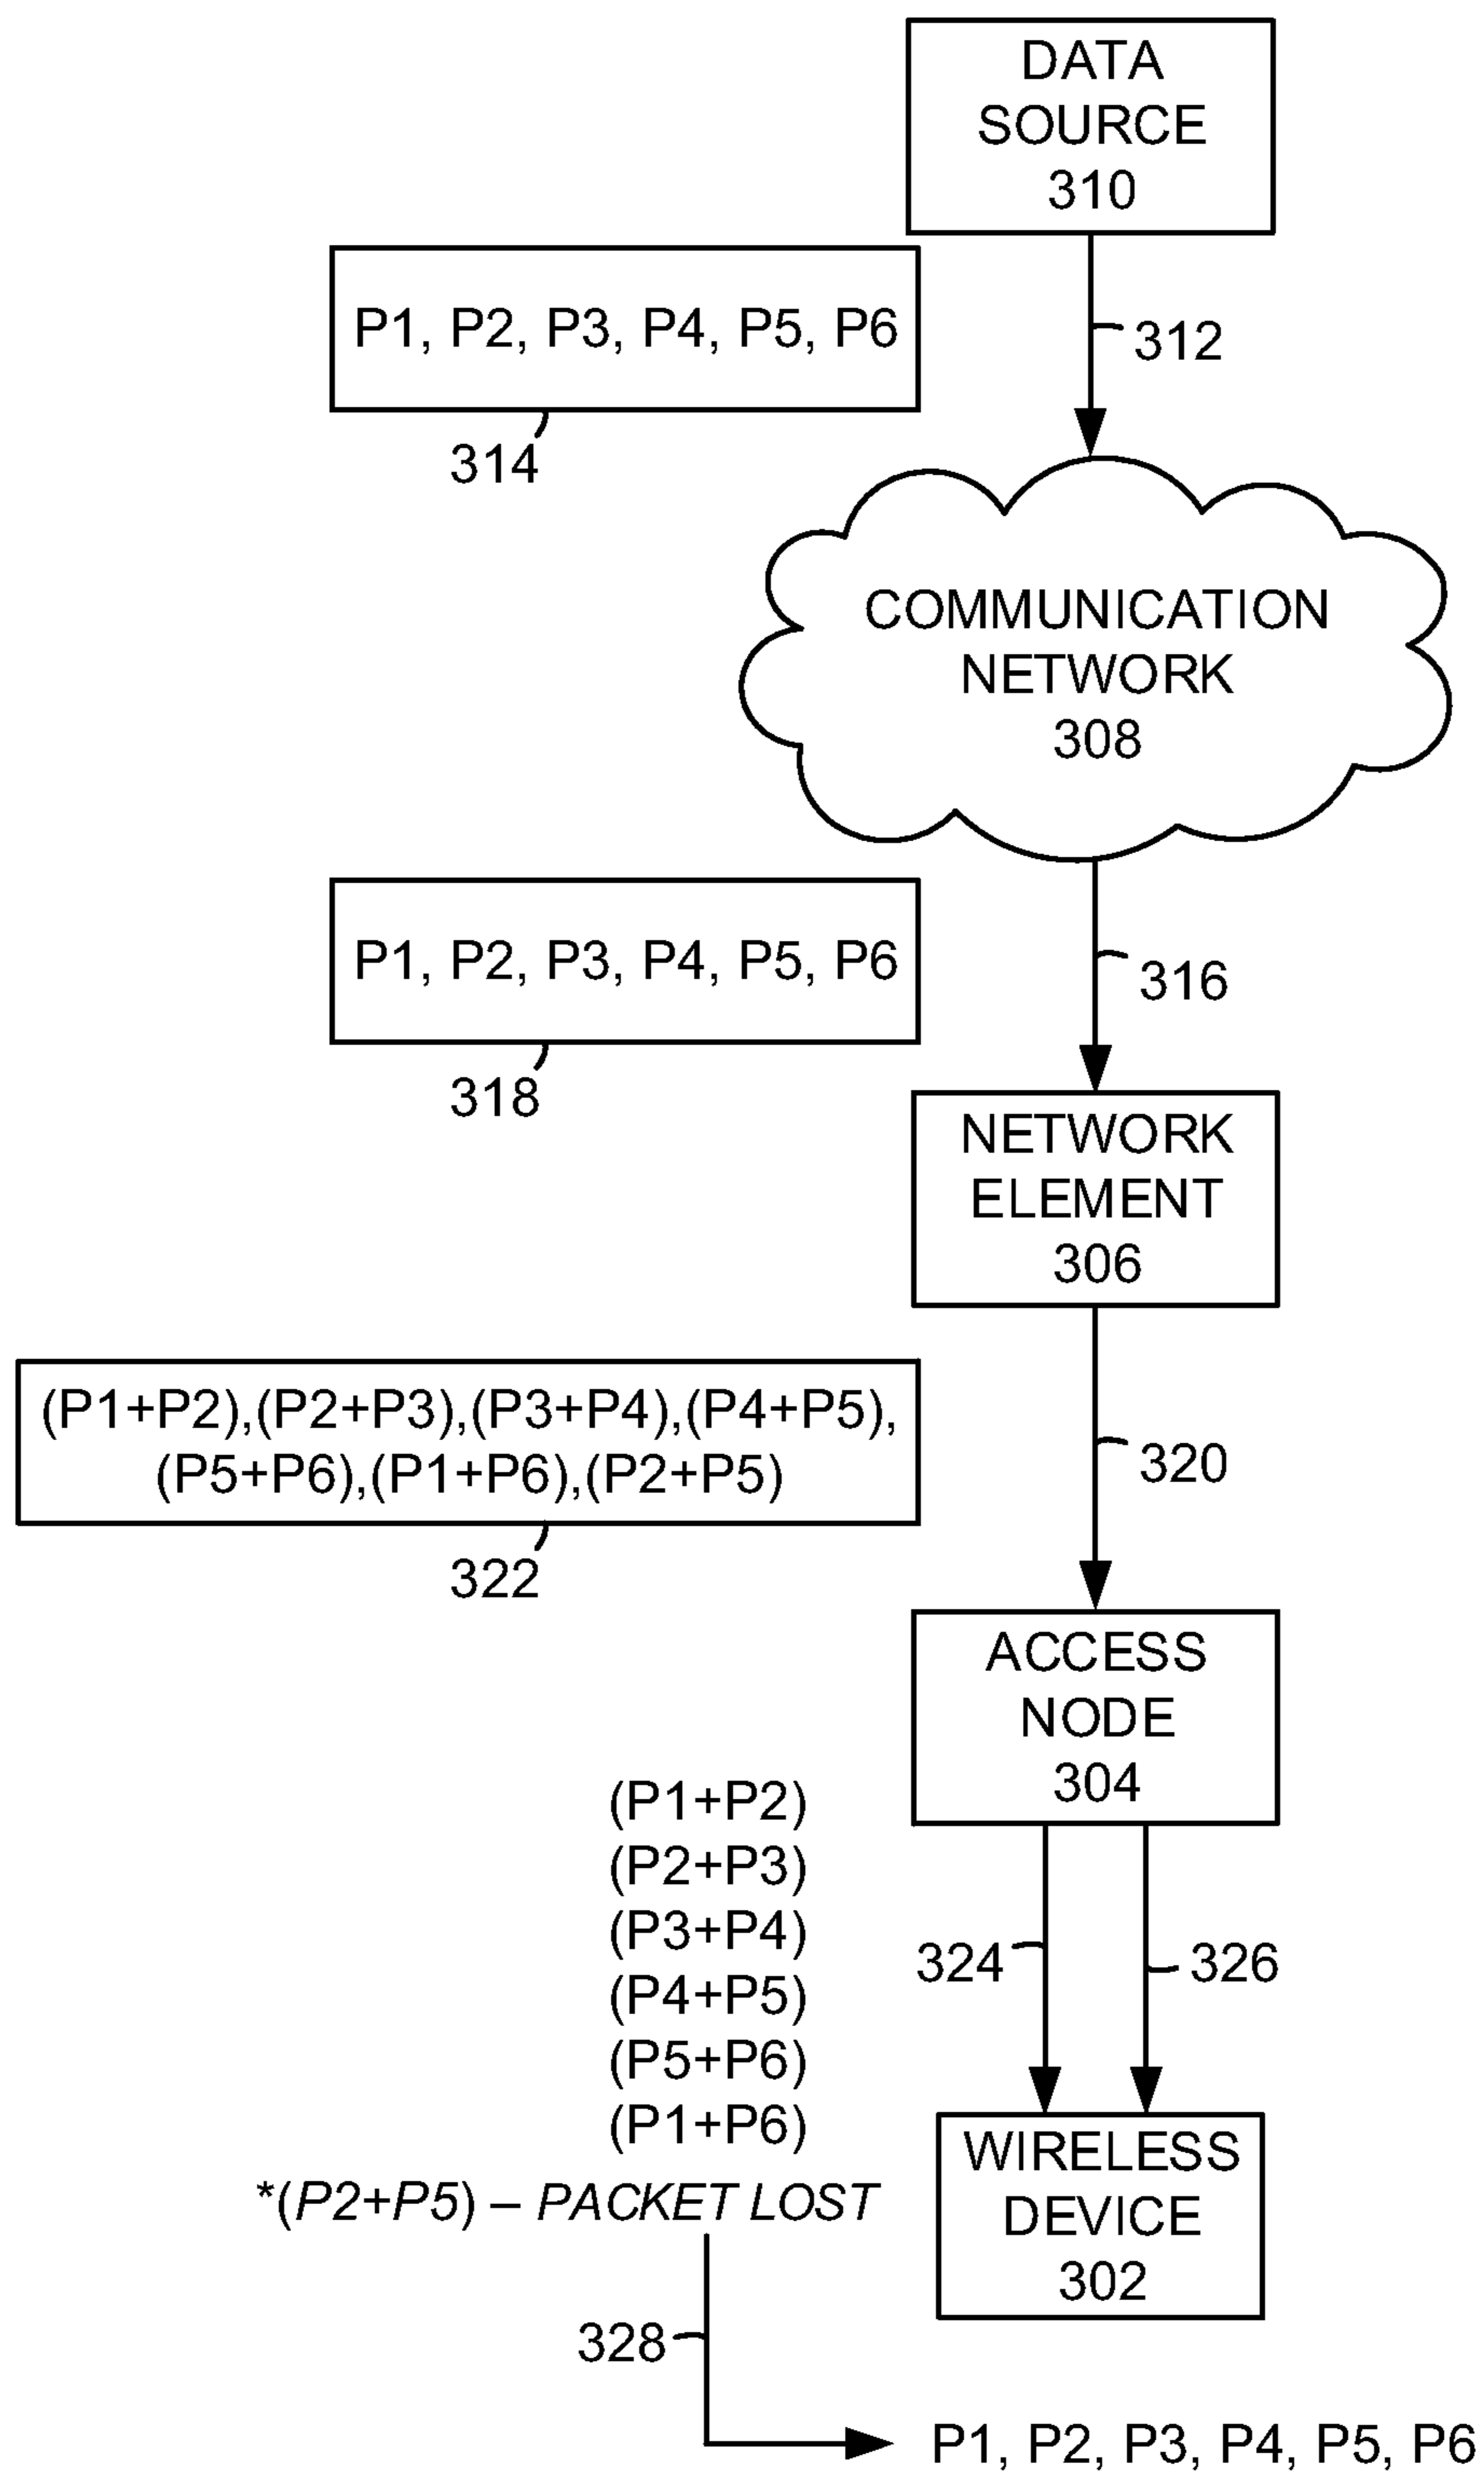 DATA
SOURCE
310
P1, P2, P3, P4, P5, P6
312
314
COMMUNICATION
NETWORK
308
P1, P2, P3, P4, P5, P6
316
318
NETWORK
ELEMENT
306
(P1+P2),(P2+P3),(P3+P4),(P4+P5),
(P5+P6),(P1+P6),(P2+P5)
320
322
ACCESS
NODE
304
(P1+P2)
(P2+P3)
(P3+P4)
(P4+P5)
(P5+P6)
(P1+P6)
*(P2+P5) – PACKET LOST
324
326
WIRELESS
DEVICE
302
328
P1, P2, P3, P4, P5, P6